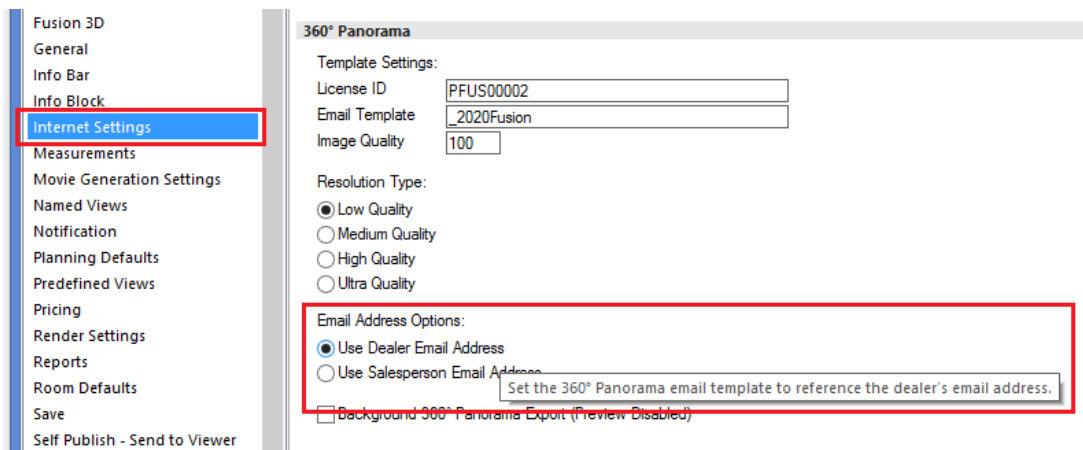 Fusion 3D
General
Info Bar
Info Block
Internet Settings
Measurements
Movie Generation Settings
Named Views
Notification
Planning Defaults
Predefined Views
Pricing
Render Settings
Reports
Room Defaults
Save
Self Publish - Send to Viewer
360° Panorama
Template Settings:
License ID PFUS00002
Email Template _2020Fusion
Image Quality 100
Resolution Type:
Low Quality
Medium Quality
High Quality
Ultra Quality
Email Address Options:
Use Dealer Email Address
Use Salesperson Email Address
Set the 360° Panorama email template to reference the dealer's email address.
Background 360° Panorama Export (Preview Disabled)